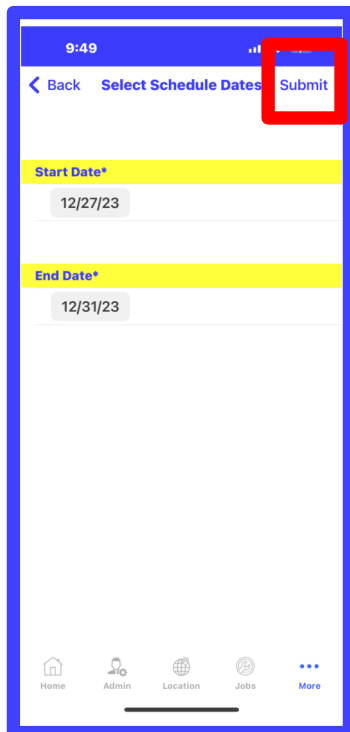 9:49
Back Select Schedule Dates Submit
Start Date*
12/27/23
End Date*
12/31/23
Home Admin Location Jobs More